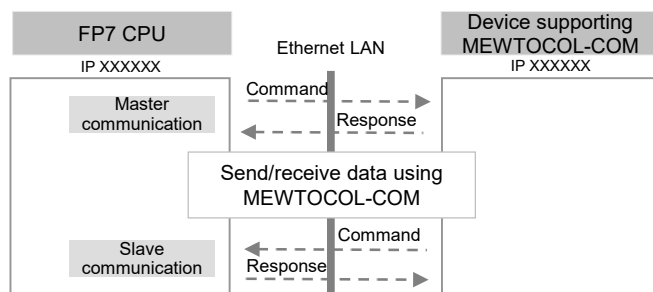 FP7 CPU
Ethernet LAN
Device supporting
MEWTOCOL-COM
IP XXXXXX
IP XXXXXX
Command
Master
communication
Response
Send/receive data using
MEWTOCOL-COM
Command
Slave
communication
Response